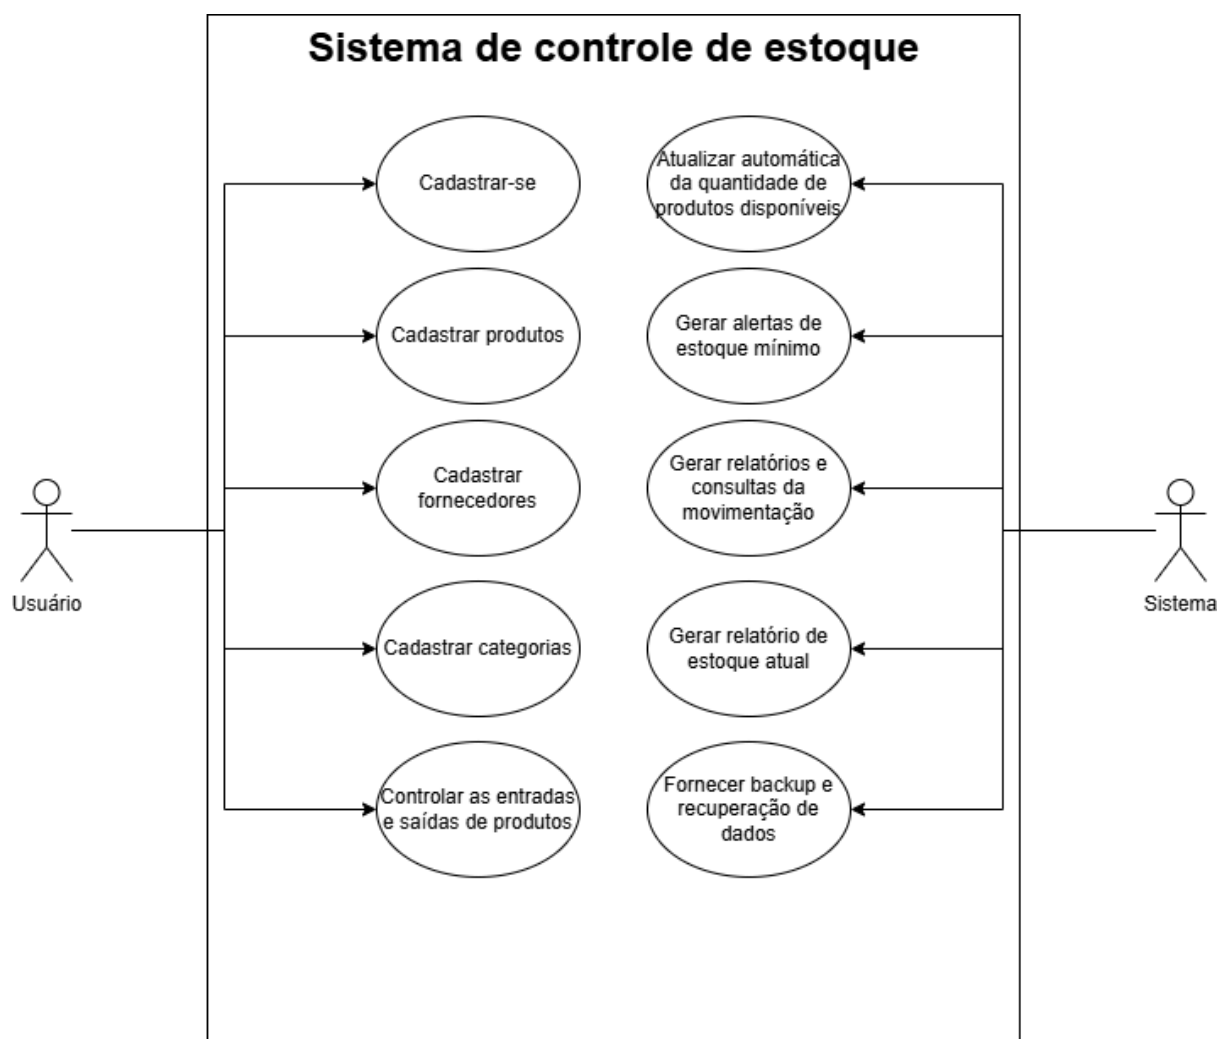 Sistema de controle de estoque
Cadastrar-se
Atualizar automática
da quantidade de
produtos disponíveis
Cadastrar produtos
Gerar alertas de
estoque mínimo
Cadastrar
fornecedores
Gerar relatórios e
consultas da
movimentação
Usuário
Sistema
Cadastrar categorias
Gerar relatório de
estoque atual
Controlar as entradas
e saídas de produtos
Fornecer backup e
recuperação de
dados